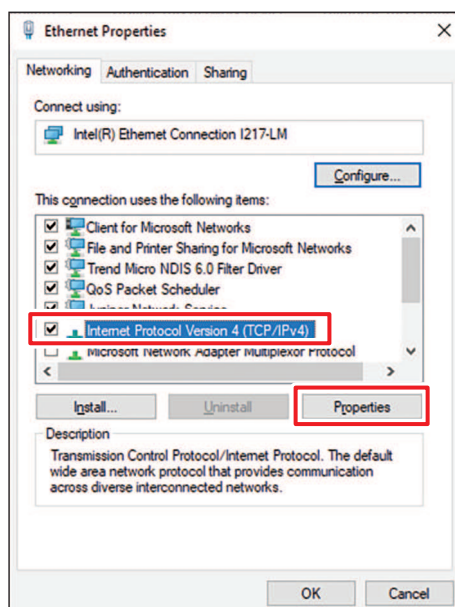 Ethernet Properties
Networking Authentication Sharing
Connect using:
Intel(R) Ethernet Connection I217-LM
Configure...
This connection uses the following items:
Client for Microsoft Networks
File and Printer Sharing for Microsoft Networks
Trend Micro NDIS 6.0 Filter Driver
QoS Packet Scheduler
Juniper Network Service
Internet Protocol Version 4 (TCP/IPv4)
Microsoft Network Adapter Multiplexor Protocol
Install... Uninstall Properties
Description
Transmission Control Protocol/Internet Protocol. The default
wide area network protocol that provides communication
across diverse interconnected networks.
OK Cancel